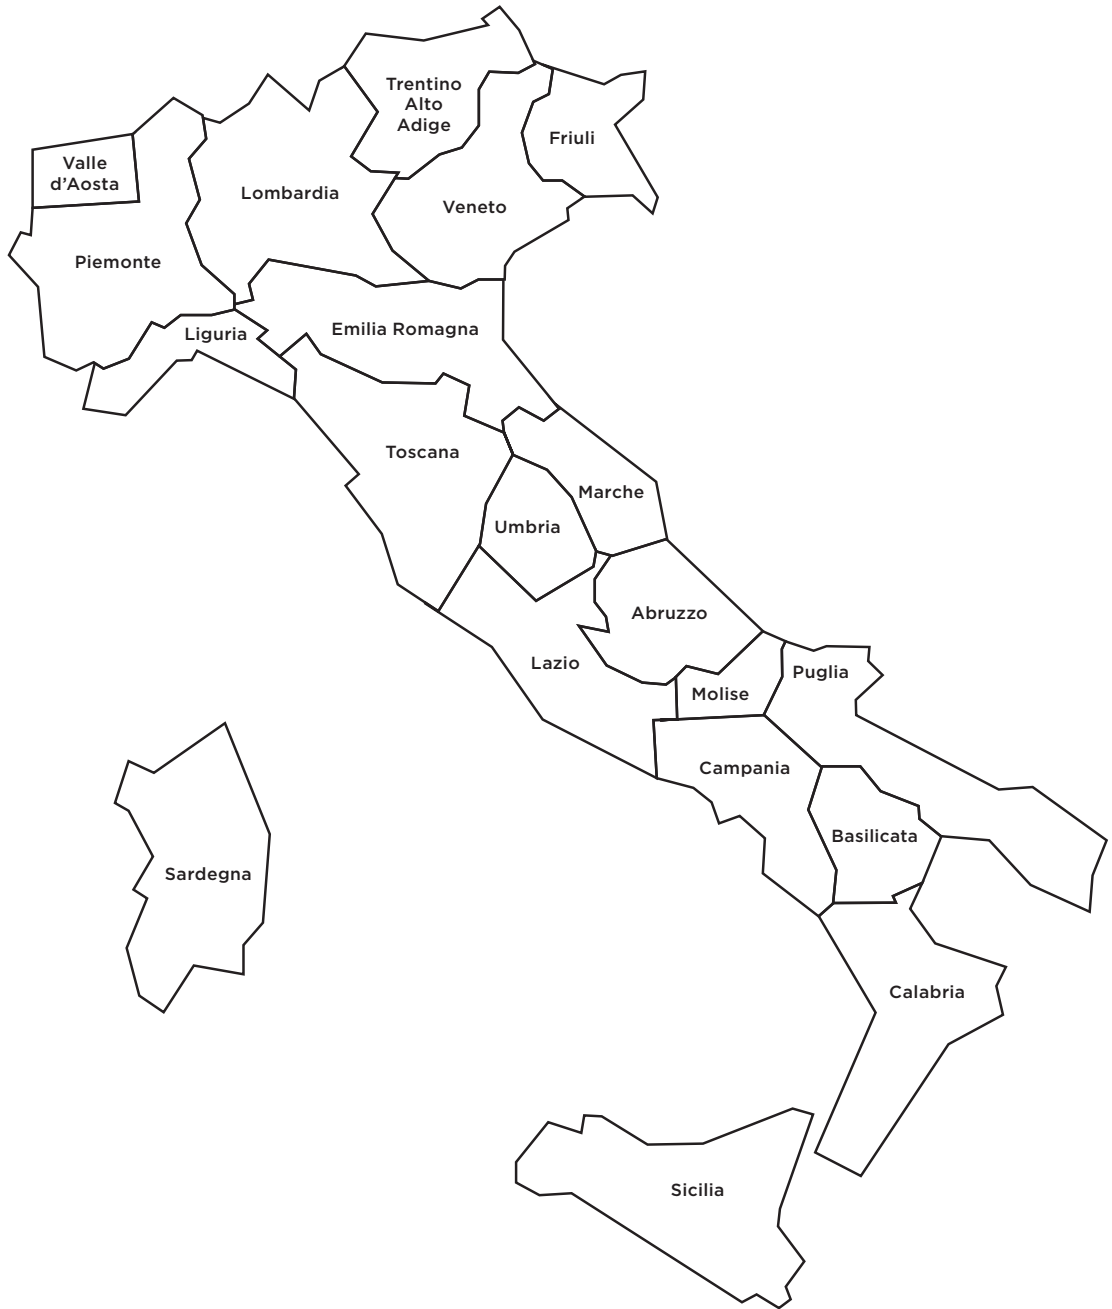 Trentino
Alto
Adige
Friuli
Valle
d'Aosta
Lombardia
Veneto
Piemonte
Liguria
Emilia Romagna
Toscana
Marche
Umbria
Abruzzo
Lazio
Puglia
Molise
Campania
Basilicata
Sardegna
Calabria
Sicilia